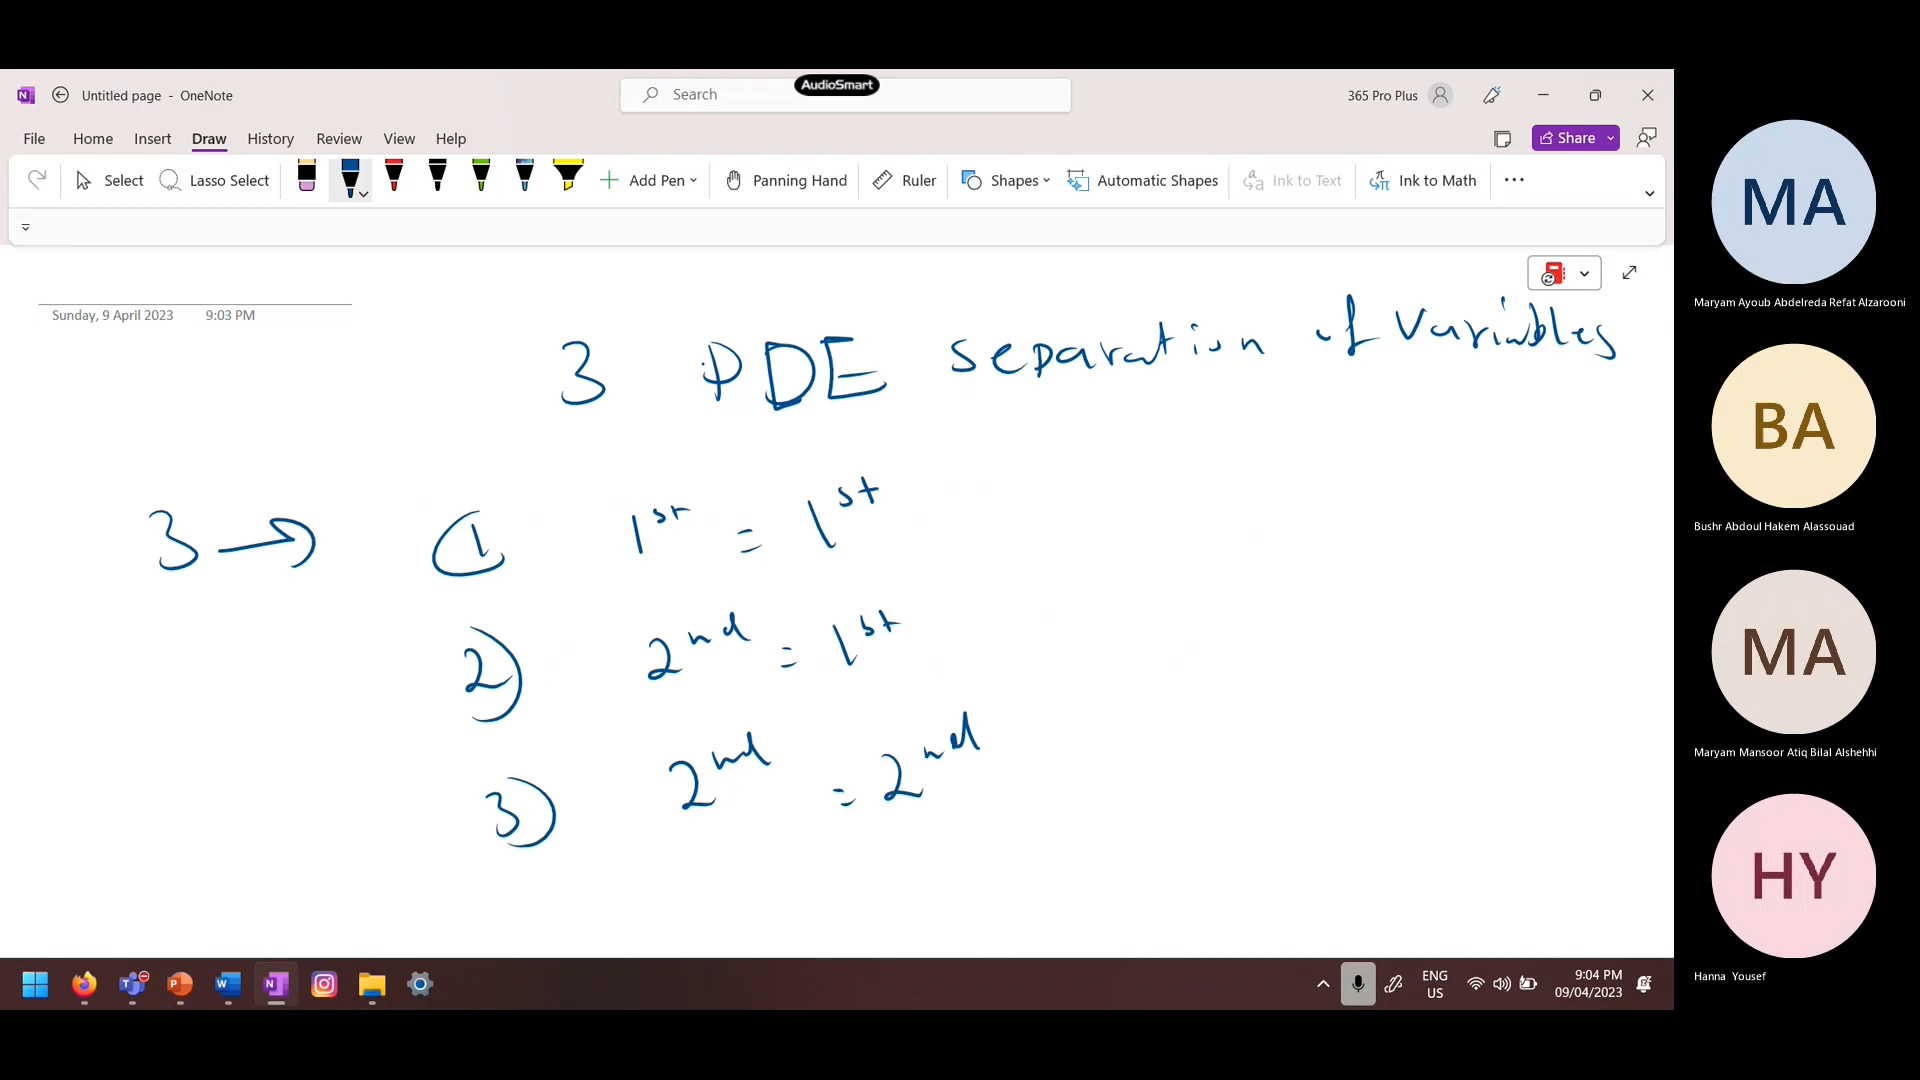 AudioSmart
Untitled page - OneNote
Search
365 Pro Plus
File Home Insert Draw History Review View Help
Share
Select Lasso Select Add Pen Panning Hand Ruler Shapes Automatic Shapes Ink to Text Ink to Math
Sunday, 9 April 2023 9:03 PM
3 PDE separation of variables
3 → 1 1st = 1st
2) 2nd = 1st
3) 2nd = 2nd
MA
Maryam Ayoub Abdelreda Refat Alzarooni
BA
Bushr Abdoul Hakem Alassouad
MA
Maryam Mansoor Atiq Bilal Alshehhi
HY
Hanna Yousef
ENG
US
9:04 PM
09/04/2023